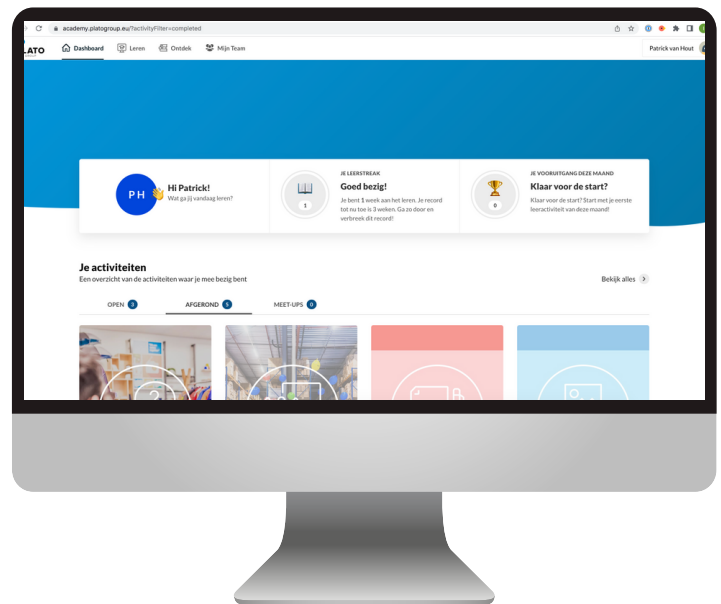 academy.platogroup.eu/?activityFilter=completed
Dashboard
Leren
Ontdek
Mijn Team
Patrick van Hout
PH
Hi Patrick!
Wat ga jij vandaag leren?
1
JE LEERSTREAK
Goed bezig!
Je bent 1 week aan het leren. Je record
tot nu toe is 3 weken. Ga zo door en
verbreek dit record!
0
JE VOORUITGANG DEZE MAAND
Klaar voor de start?
Klaar voor de start? Start met je eerste
leeractiviteit van deze maand!
Je activiteiten
Een overzicht van de activiteiten waar je mee bezig bent
Bekijk alles
OPEN 3
AFGEROND 5
MEET-UPS 0